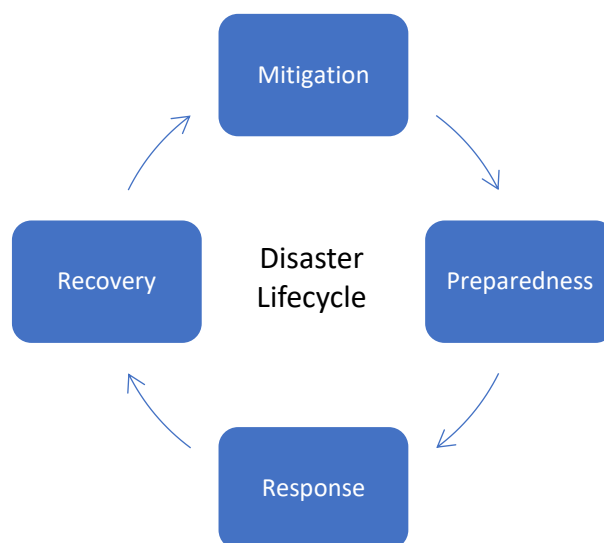 Mitigation
Recovery
Disaster
Lifecycle
Preparedness
Response